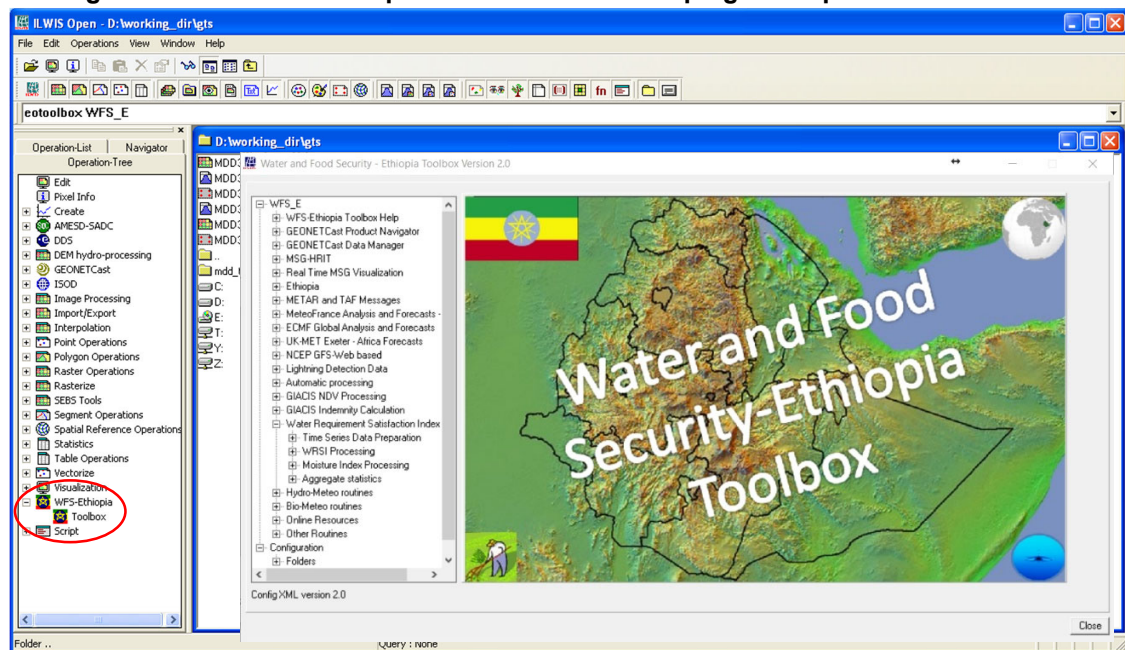 ILWIS Open - D:\working_dir\gts
File Edit Operations View Window Help
eotoolbox WFS_E
Operation-List Navigator
Operation-Tree
Edit
Pixel Info
Create
AMESD-SADC
DDS
DEM hydro-processing
GEONETCast
ISOD
Image Processing
Import/Export
Interpolation
Point Operations
Polygon Operations
Raster Operations
Rasterize
SEBS Tools
Segment Operations
Spatial Reference Operations
Statistics
Table Operations
Vectorize
Visualization
WFS-Ethiopia
Toolbox
Script
D:\working_dir\gts
MDD
MDD
MDD
MDD
MDD
MDD
..
mdd_
C:
D:
E:
T:
Y:
Z:
Water and Food Security - Ethiopia Toolbox Version 2.0
WFS_E
WFS-Ethiopia Toolbox Help
GEONETCast Product Navigator
GEONETCast Data Manager
MSG-HRIT
Real Time MSG Visualization
Ethiopia
METAR and TAF Messages
MeteoFrance Analysis and Forecasts -
ECMF Global Analysis and Forecasts
UK-MET Exeter - Africa Forecasts
NCEP GFS-Web based
Lightning Detection Data
Automatic processing
GIACIS NDV Processing
GIACIS Indemnity Calculation
Water Requirement Satisfaction Index
Time Series Data Preparation
WRSI Processing
Moisture Index Processing
Aggregate statistics
Hydro-Meteo routines
Bio-Meteo routines
Online Resources
Other Routines
Configuration
Folders
Water and Food
Security-Ethiopia
Toolbox
Config XML version 2.0
Close
Folder ..
Query : None